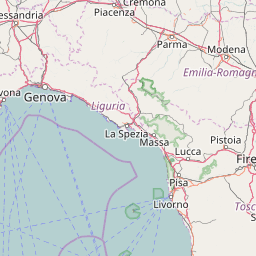 Cremona
essandria
Piacenza
Parma
Modena
Emilia-Romagn
vona
Genova
Liguria
La Spezia
Massa
Lucca
Pistoia
Fire
Pisa
Livorno
Tosc